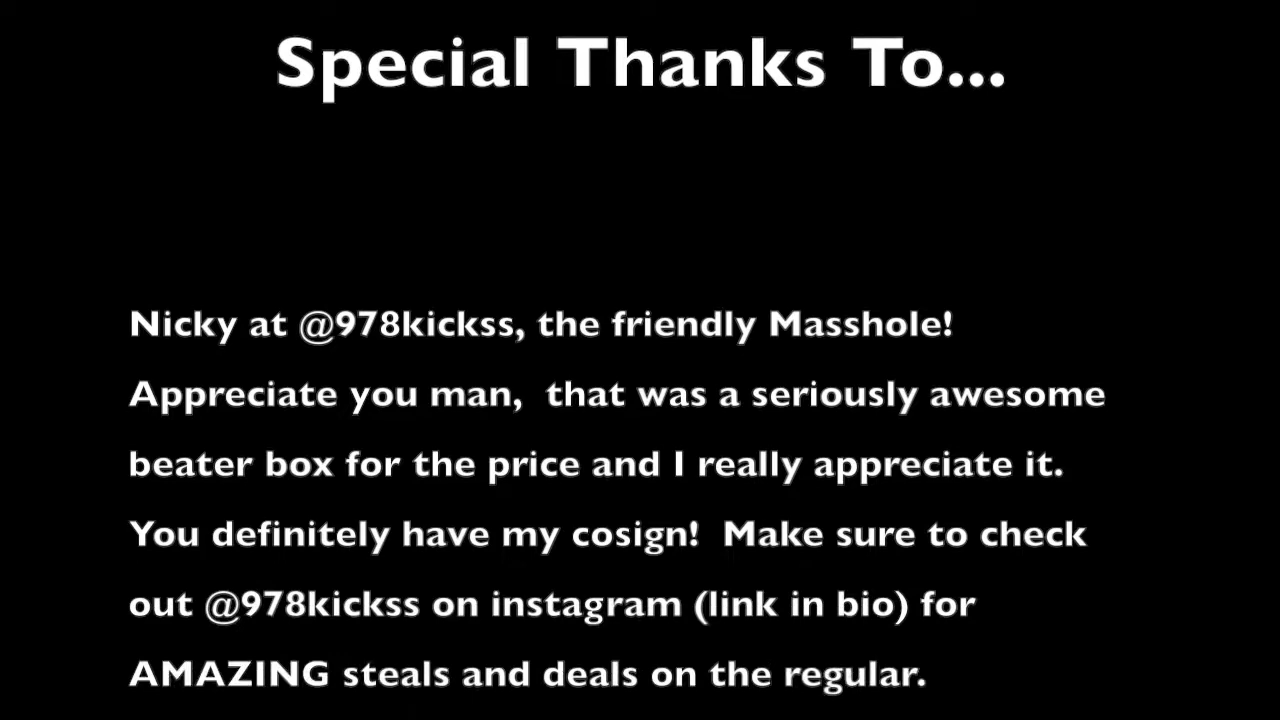 Special Thanks To...
Nicky at @978kickss, the friendly Masshole!
Appreciate you man,  that was a seriously awesome
beater box for the price and I really appreciate it.
You definitely have my cosign!  Make sure to check
out @978kickss on instagram (link in bio) for
AMAZING steals and deals on the regular.